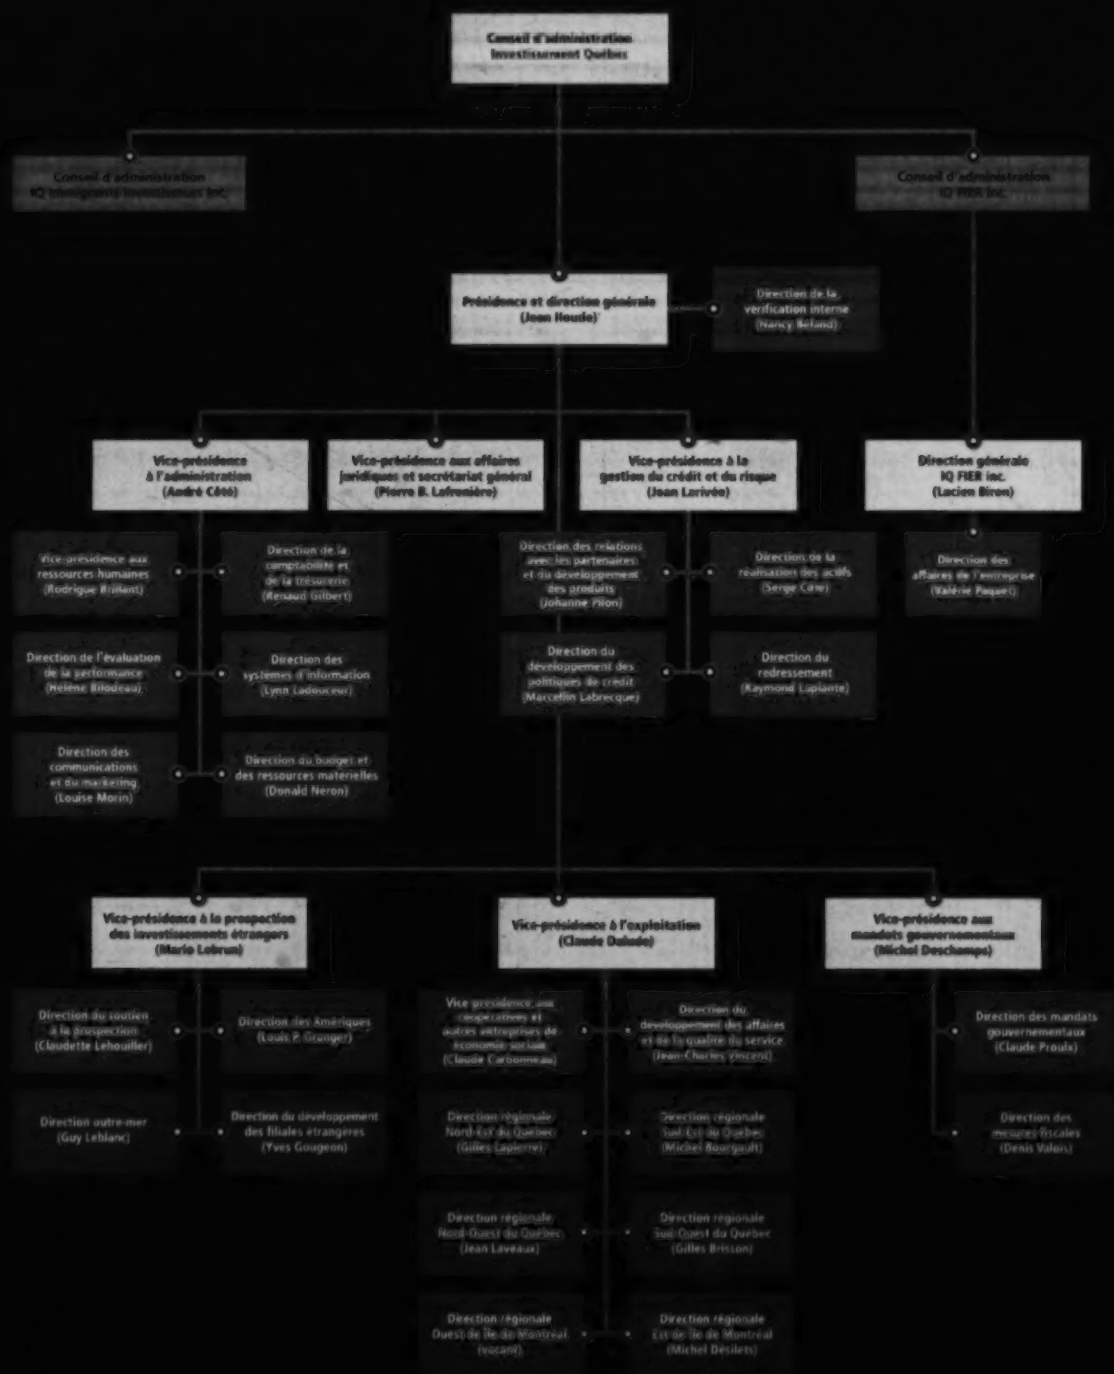 Conseil d'administration
Investissement Québec
Conseil d'administration
IQ Immigrants Investisseurs Inc.
Conseil d'administration
IQ FIER inc.
Présidence et direction générale
(Jean Houde)
Direction de la
vérification interne
(Nancy Béland)
Vice-présidence
à l'administration
(André Côté)
Vice-présidence aux affaires
juridiques et secrétariat général
(Pierre B. Lafrenière)
Vice-présidence à la
gestion du crédit et du risque
(Jean Larivée)
Direction générale
IQ FIER inc.
(Lucien Biron)
Vice-présidence aux
ressources humaines
(Rodrigue Brillant)
Direction de la
comptabilité et
de la trésorerie
(Renaud Gilbert)
Direction des relations
avec les partenaires
et du développement
des produits
(Johanne Pilon)
Direction de la
réalisation des actifs
(Serge Côté)
Direction des
affaires de l'entreprise
(Valérie Paquet)
Direction de l'évaluation
de la performance
(Hélène Bilodeau)
Direction des
systèmes d'information
(Lynn Ladouceur)
Direction du
développement des
politiques de crédit
Marcellin Labrecque)
Direction du
redressement
(Raymond Laplante)
Direction des
communications
et du marketing
(Louise Morin)
Direction du budget et
des ressources matérielles
(Donald Neron)
Vice-présidence à la prospection
des investissements étrangers
(Mario Lebrun)
Vice-présidence à l'exploitation
(Claude Dalade)
Vice-présidence aux
mandats gouvernementaux
(Michel Deschamps)
Direction du soutien
à la prospection
(Claudette Lehouiller)
Direction des Amériques
(Louis P. Granger)
Vice-présidence aux
coopératives et
autres entreprises de
économie sociale
(Claude Carbonneau)
Direction du
développement des affaires
et de la qualité du service
(Jean-Charles Vincent)
Direction des mandats
gouvernementaux
(Claude Proulx)
Direction outre-mer
(Guy Leblanc)
Direction du développement
des filiales étrangères
(Yves Gougeon)
Direction régionale
Nord-Est du Québec
(Gilles Lapierre)
Direction régionale
Sud-Est du Québec
(Michel Bourgault)
Direction des
mesures fiscales
(Denis Valois)
Direction régionale
Nord-Ouest du Québec
(Jean Laveaux)
Direction régionale
Sud-Ouest du Québec
(Gilles Brisson)
Direction régionale
Ouest de île de Montréal
(vacant)
Direction régionale
Est de île de Montréal
(Michel Désilets)